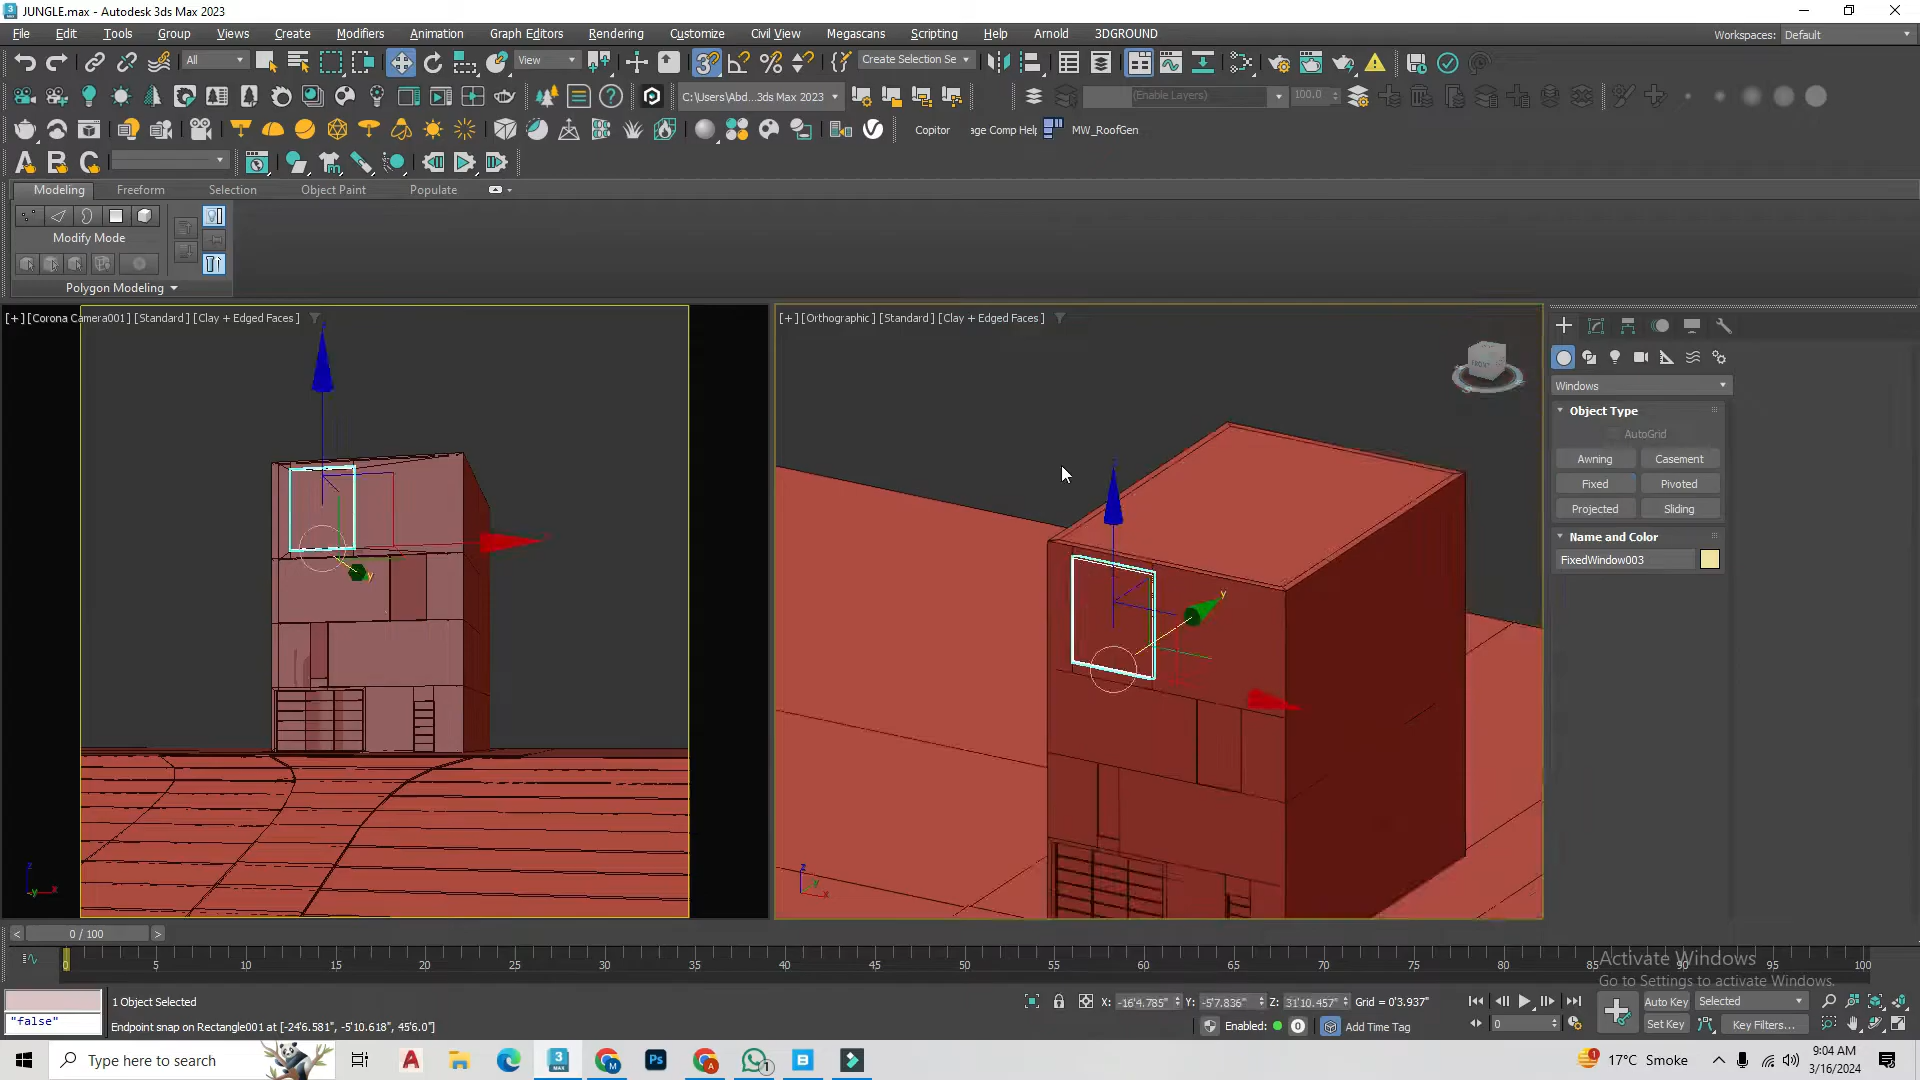 JUNGLE.max - Autodesk 3ds Max 2023
File Edit Tools Group Views Create Modifiers Animation Graph Editors Rendering Customize Civil View Megascans Scripting Help Arnold 3DGROUND
Workspaces: Default
All View Create Selection Se
C:\Users\Abd...3ds Max 2023 (Enable Layers) 100.0
Copitor age Comp Help MW_RoofGen
A B C
Modeling Freeform Selection Object Paint Populate
Modify Mode
Polygon Modeling
[+] [Corona Camera001] [Standard] [Clay + Edged Faces]
[+] [Orthographic] [Standard] [Clay + Edged Faces]
FRONT
Windows
Object Type
AutoGrid
Awning Casement
Fixed Pivoted
Projected Sliding
Name and Color
FixedWindow003
y
y
z
y x
z
y x
0 / 100
0 5 10 15 20 25 30 35 40 45 50 55 60 65 70 75 80 85 90 95 100
Activate Windows
Go to Settings to activate Windows.
1 Object Selected
X: -16'4.785" Y: -5'7.836" Z: 31'10.457" Grid = 0'3.937"
Auto Key Selected
"false"
Endpoint snap on Rectangle001 at [-24'6.581", -5'10.618", 45'6.0"]
Enabled: 0 Add Time Tag
0 Set Key Key Filters...
Type here to search
17°C Smoke
9:04 AM
3/16/2024